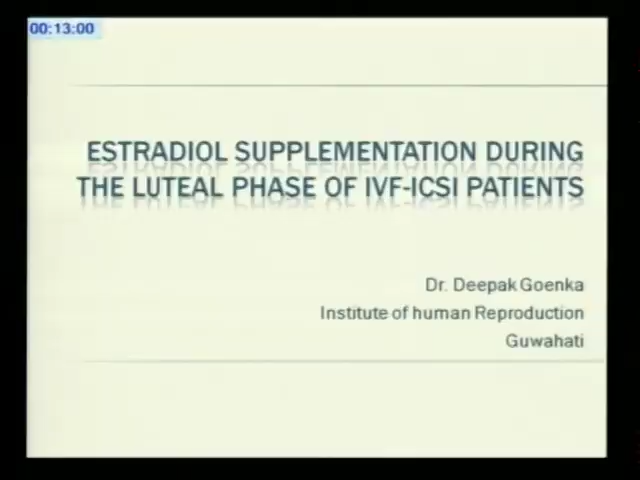 00:13:00
ESTRADIOL SUPPLEMENTATION DURING
THE LUTEAL PHASE OF IVF-ICSI PATIENTS
Dr. Deepak Goenka
Institute of human Reproduction
Guwahati